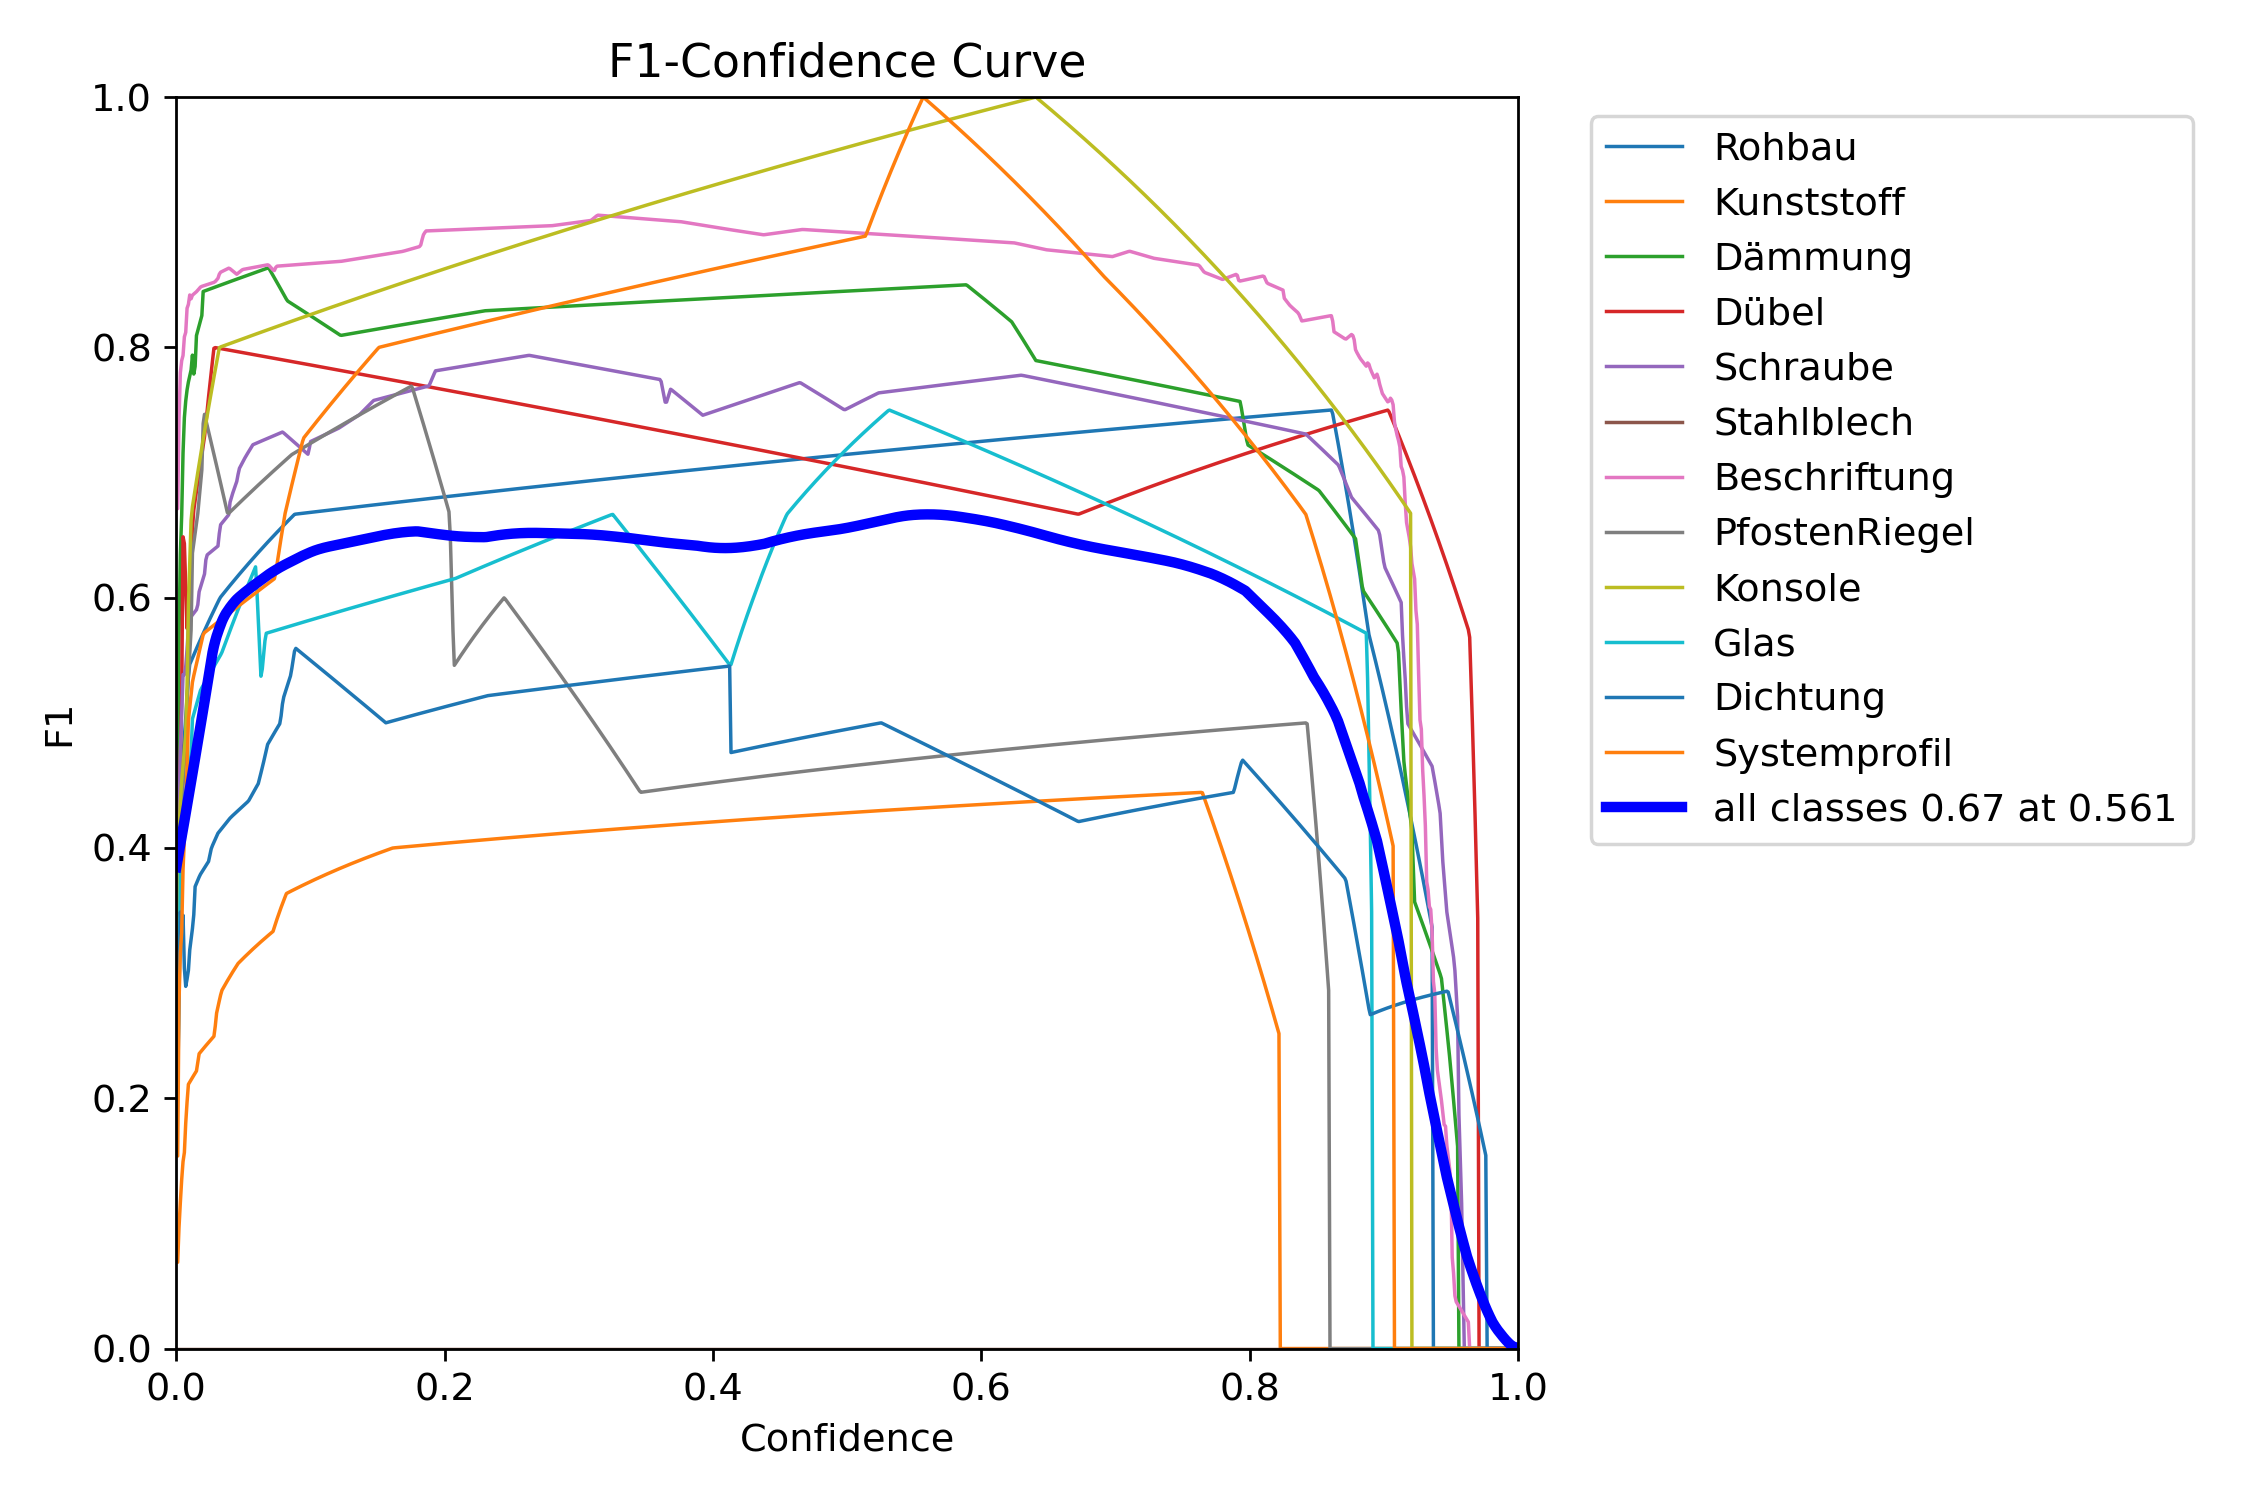 F1-Confidence Curve
1.0
0.8
0.6
0.4
0.2
0.0
F1
0.0 0.2 0.4 0.6 0.8 1.0
Confidence
Rohbau
Kunststoff
Dämmung
Dübel
Schraube
Stahlblech
Beschriftung
PfostenRiegel
Konsole
Glas
Dichtung
Systemprofil
all classes 0.67 at 0.561